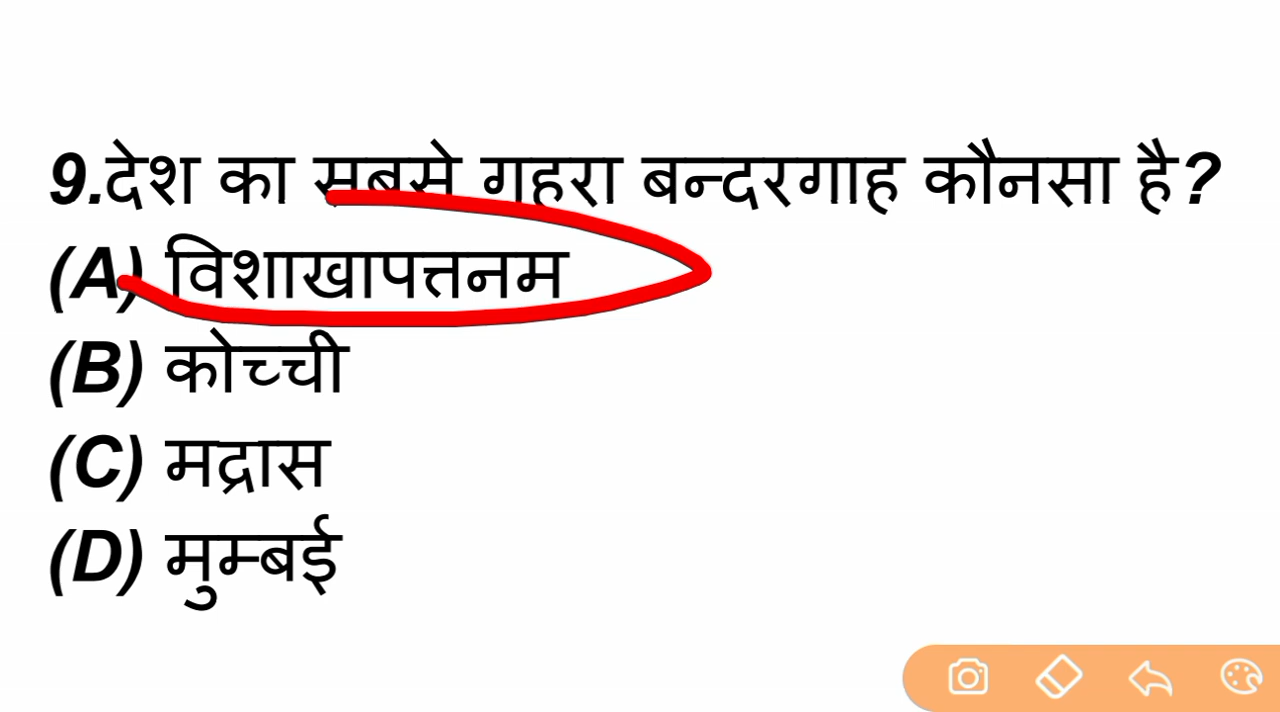 9.देश का सबसे गहरा बन्दरगाह कौनसा है?
(A) विशाखापत्तनम
(B) कोच्ची
(C) मद्रास
(D) मुम्बई